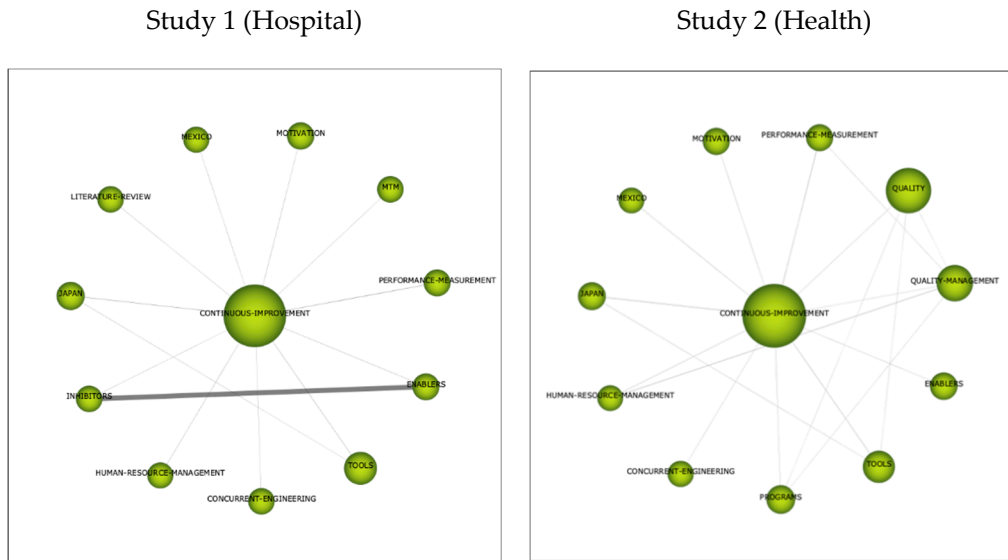 Study 1 (Hospital)
Study 2 (Health)
MEXICO
MOTIVATION
LITERATURE-REVIEW
MTM
JAPAN
PERFORMANCE-MEASUREMENT
CONTINUOUS-IMPROVEMENT
INHIBITORS
ENABLERS
HUMAN-RESOURCE-MANAGEMENT
TOOLS
CONCURRENT-ENGINEERING
MOTIVATION
PERFORMANCE-MEASUREMENT
MEXICO
QUALITY
JAPAN
QUALITY-MANAGEMENT
CONTINUOUS-IMPROVEMENT
HUMAN-RESOURCE-MANAGEMENT
ENABLERS
CONCURRENT-ENGINEERING
TOOLS
PROGRAMS